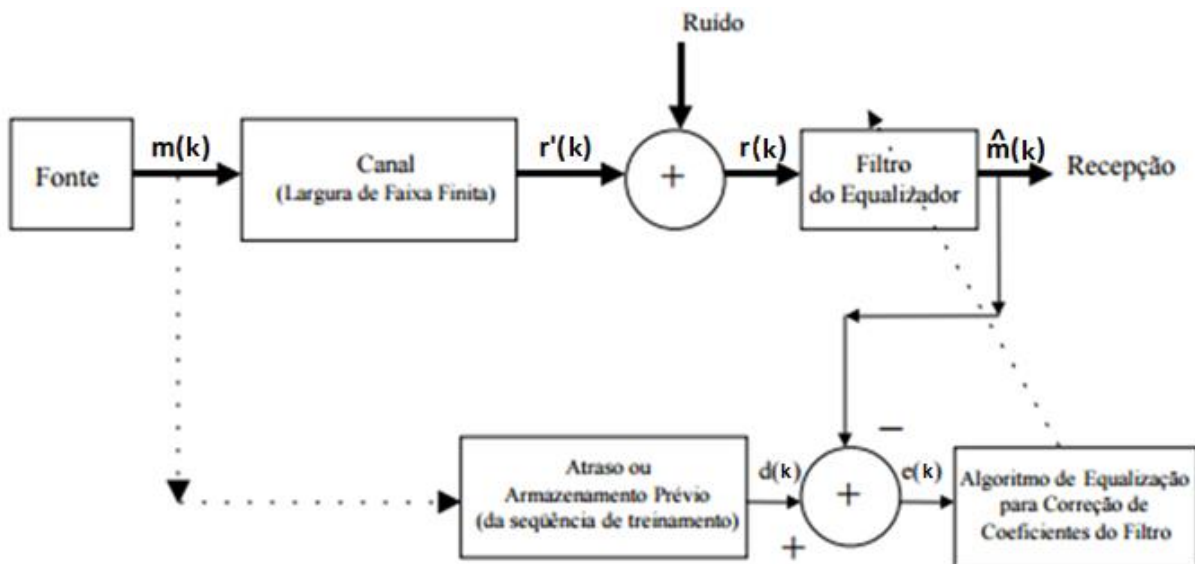 Ruido
Fonte
m(k)
Canal
(Largura de Faixa Finita)
r'(k)
+
r(k)
Filtro
do Equalizador
m̂(k)
Recepção
Atraso ou
Armazenamento Prévio
(da seqüência de treinamento)
d(k)
+
+
−
e(k)
Algoritmo de Equalização
para Correção de
Coeficientes do Filtro